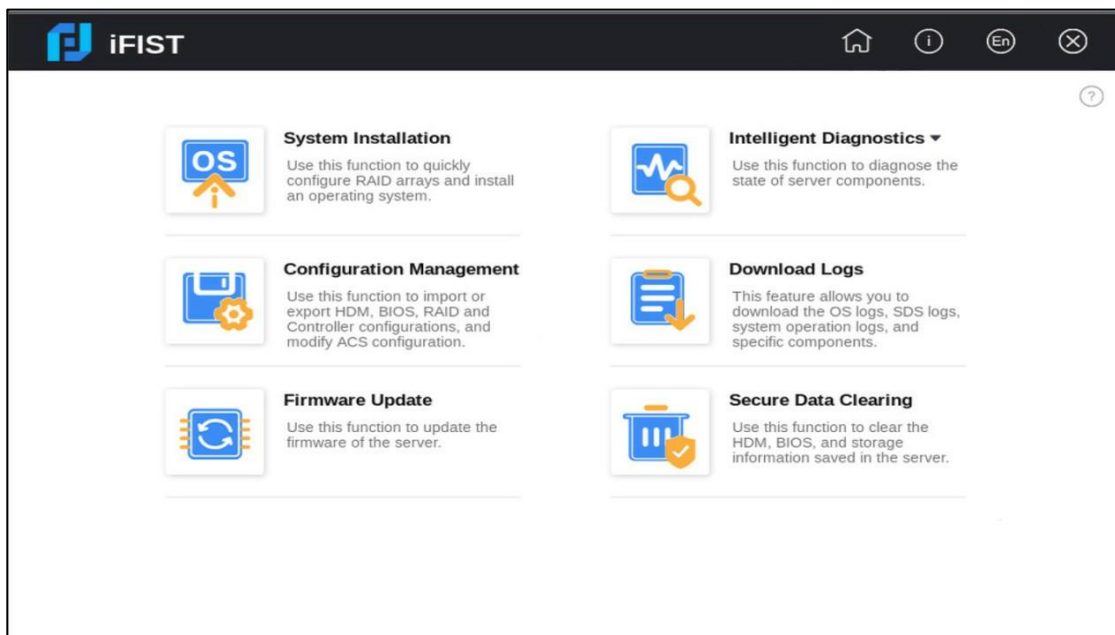 iFIST
i
En
?
OS
System Installation
Use this function to quickly
configure RAID arrays and install
an operating system.
Intelligent Diagnostics
Use this function to diagnose the
state of server components.
Configuration Management
Use this function to import or
export HDM, BIOS, RAID and
Controller configurations, and
modify ACS configuration.
Download Logs
This feature allows you to
download the OS logs, SDS logs,
system operation logs, and
specific components.
Firmware Update
Use this function to update the
firmware of the server.
Secure Data Clearing
Use this function to clear the
HDM, BIOS, and storage
information saved in the server.